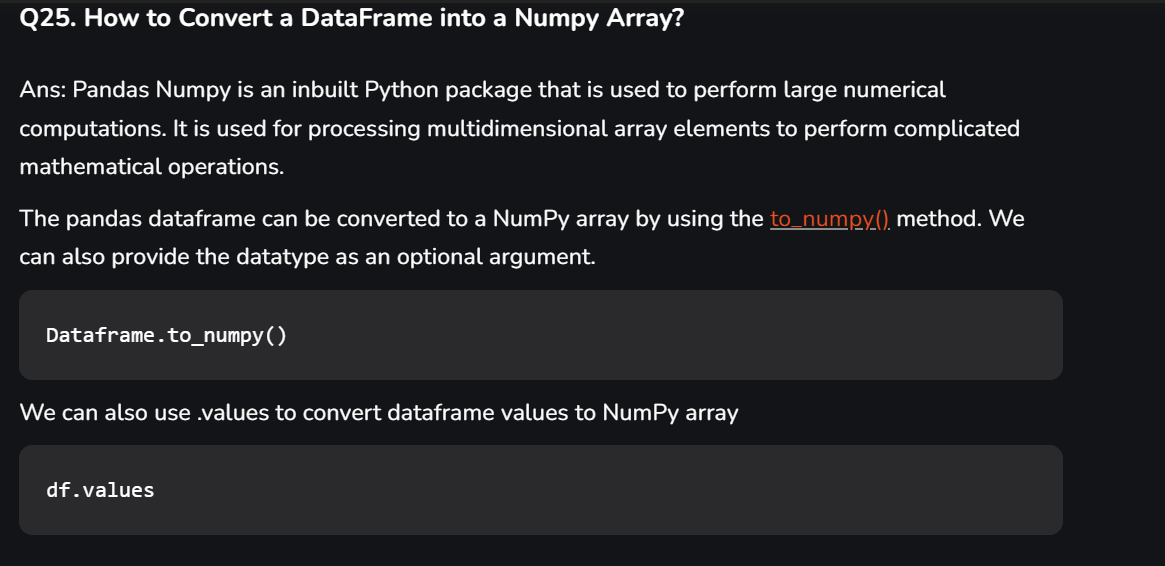 Q25. How to Convert a DataFrame into a Numpy Array?
Ans: Pandas Numpy is an inbuilt Python package that is used to perform large numerical
computations. It is used for processing multidimensional array elements to perform complicated
mathematical operations.
The pandas dataframe can be converted to a NumPy array by using the to_numpy() method. We
can also provide the datatype as an optional argument.
Dataframe.to_numpy()
We can also use .values to convert dataframe values to NumPy array
df.values